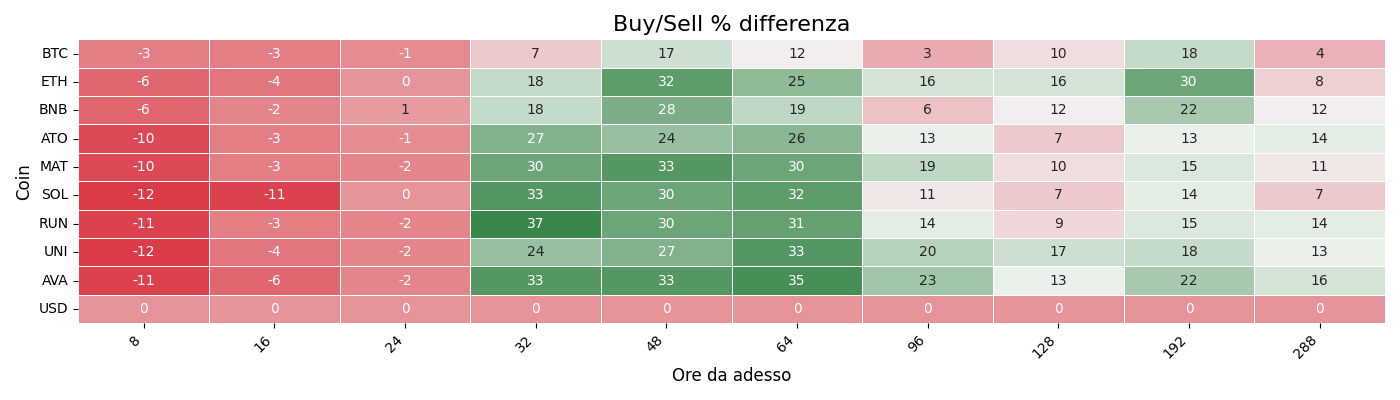 Buy/Sell % differenza
Coin
BTC -3 -3 -1 7 17 12 3 10 18 4
ETH -6 -4 0 18 32 25 16 16 30 8
BNB -6 -2 1 18 28 19 6 12 22 12
ATO -10 -3 -1 27 24 26 13 7 13 14
MAT -10 -3 -2 30 33 30 19 10 15 11
SOL -12 -11 0 33 30 32 11 7 14 7
RUN -11 -3 -2 37 30 31 14 9 15 14
UNI -12 -4 -2 24 27 33 20 17 18 13
AVA -11 -6 -2 33 33 35 23 13 22 16
USD 0 0 0 0 0 0 0 0 0 0
8 16 24 32 48 64 96 128 192 288
Ore da adesso